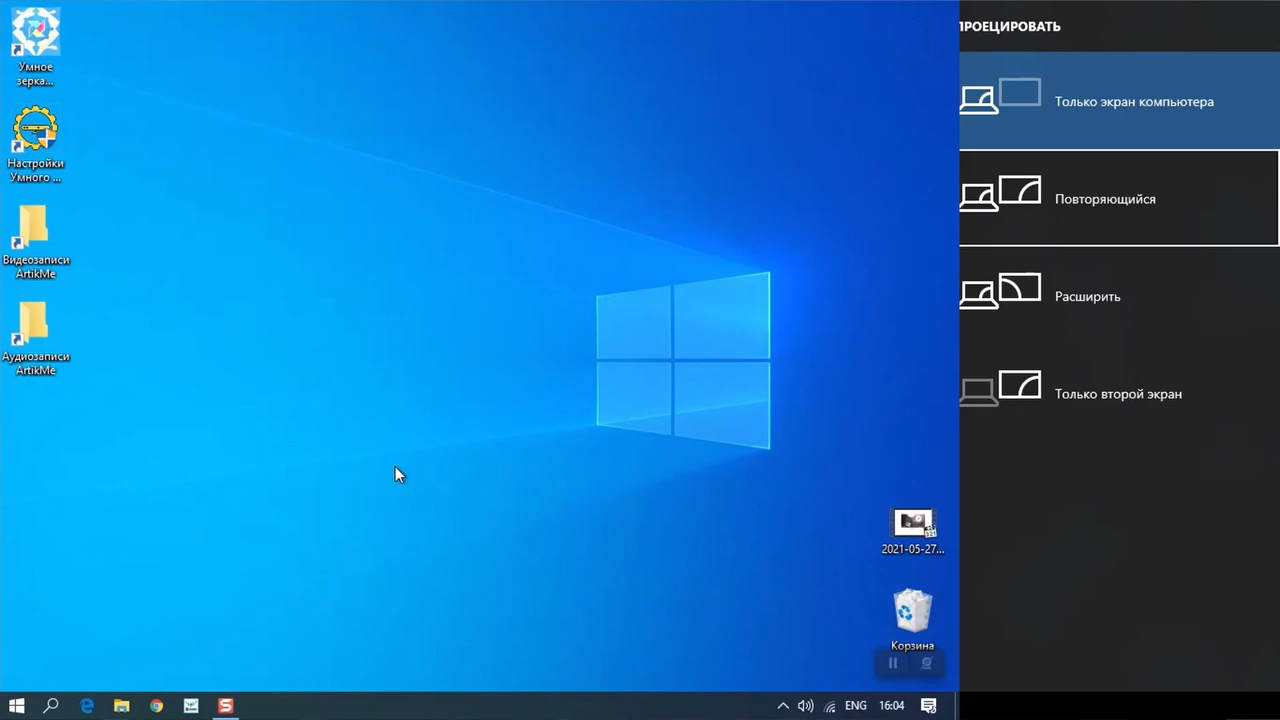 Умное
зерка...
Настройки
Умного ...
Видеозаписи
ArtikMe
Аудиозаписи
ArtikMe
2021-05-27...
Корзина
ENG
16:04
ПРОЕЦИРОВАТЬ
Только экран компьютера
Повторяющийся
Расширить
Только второй экран